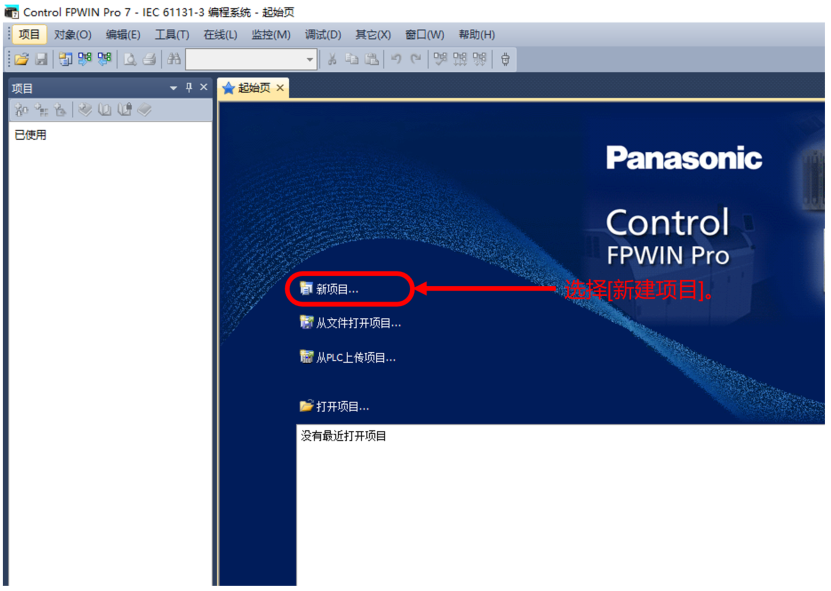 Control FPWIN Pro 7 - IEC 61131-3 编程系统 - 起始页
项目 对象(O) 编辑(E) 工具(T) 在线(L) 监控(M) 调试(D) 其它(X) 窗口(W) 帮助(H)
项目
起始页
已使用
Panasonic
Control
FPWIN Pro
新项目...
选择[新建项目]。
从文件打开项目...
从PLC上传项目...
打开项目...
没有最近打开项目